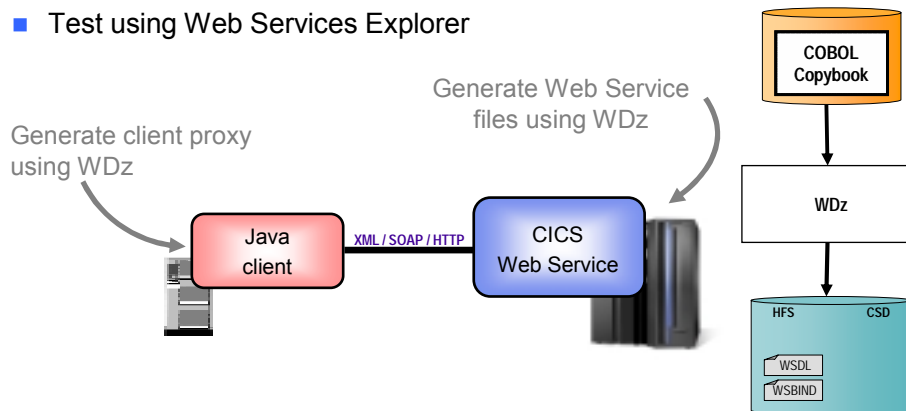 Test using Web Services Explorer
Generate client proxy
using WDz
Generate Web Service
files using WDz
Java
client
XML / SOAP / HTTP
CICS
Web Service
COBOL
Copybook
WDz
HFS
CSD
WSDL
WSBIND